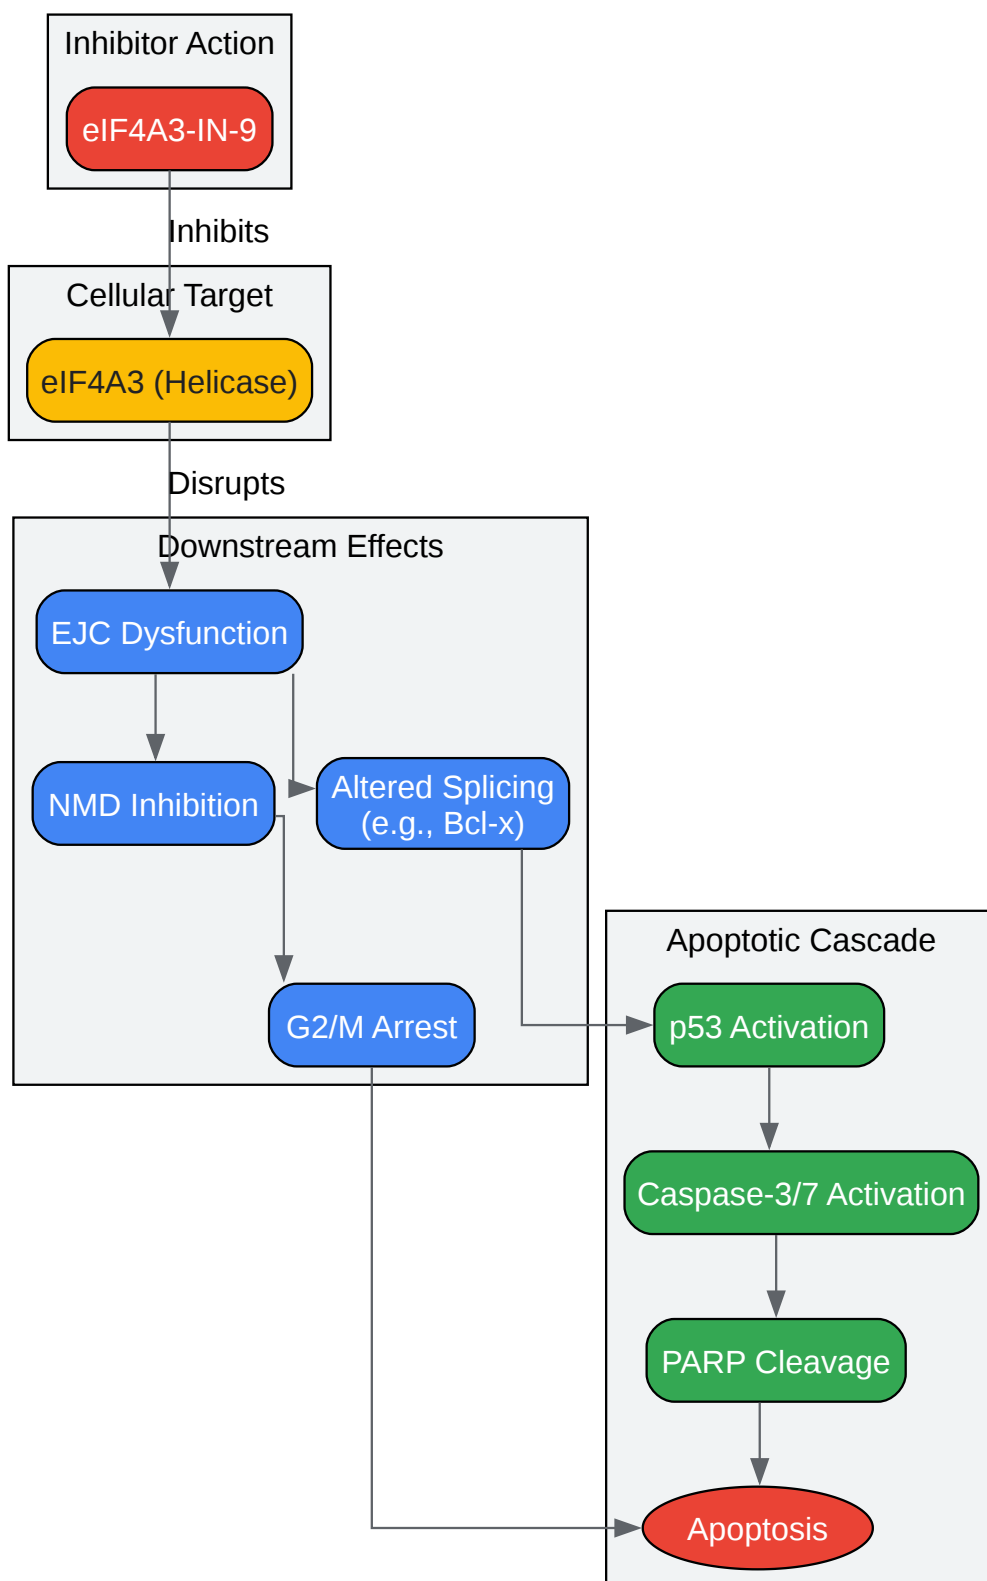 Inhibitor Action
eIF4A3-IN-9
Inhibits
Cellular Target
eIF4A3 (Helicase)
Disrupts
Downstream Effects
EJC Dysfunction
NMD Inhibition
Altered Splicing
(e.g., Bcl-x)
G2/M Arrest
Apoptotic Cascade
p53 Activation
Caspase-3/7 Activation
PARP Cleavage
Apoptosis